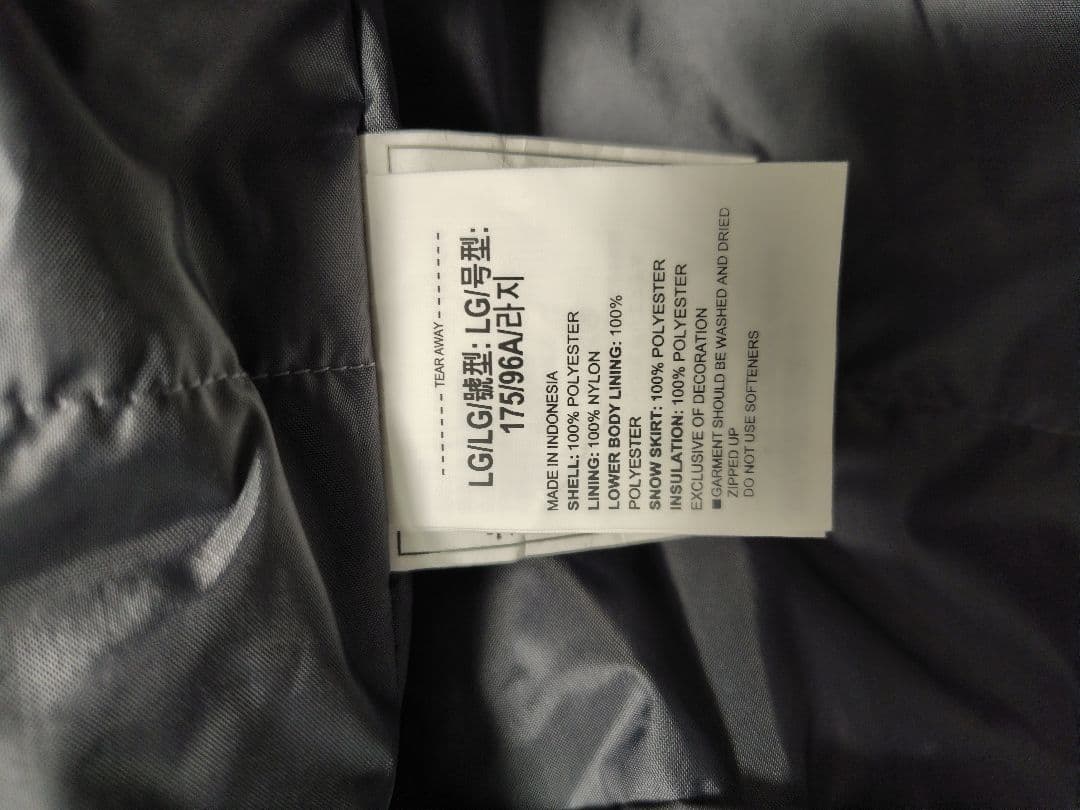 ------- TEAR AWAY -------
LG/LG/號型: LG/号型:
175/96A/라지
MADE IN INDONESIA
SHELL: 100% POLYESTER
LINING: 100% NYLON
LOWER BODY LINING: 100%
POLYESTER
SNOW SKIRT: 100% POLYESTER
INSULATION: 100% POLYESTER
EXCLUSIVE OF DECORATION
■GARMENT SHOULD BE WASHED AND DRIED
ZIPPED UP
DO NOT USE SOFTENERS